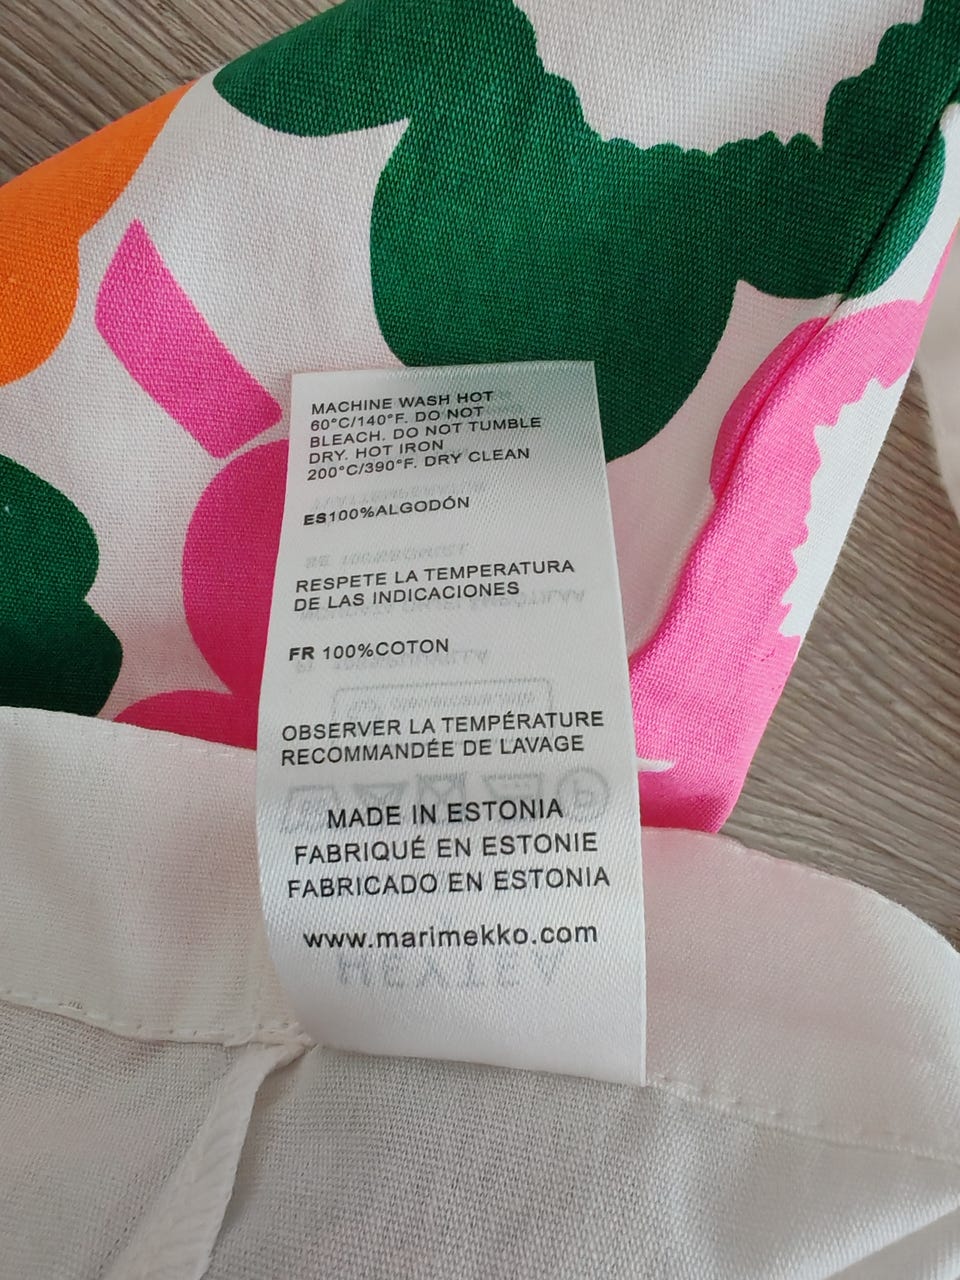 MACHINE WASH HOT
60°C/140°F. DO NOT
BLEACH. DO NOT TUMBLE
DRY. HOT IRON
200°C/390°F. DRY CLEAN
ES100%ALGODÓN
RESPETE LA TEMPERATURA
DE LAS INDICACIONES
FR 100%COTON
OBSERVER LA TEMPÉRATURE
RECOMMANDÉE DE LAVAGE
MADE IN ESTONIA
FABRIQUÉ EN ESTONIE
FABRICADO EN ESTONIA
www.marimekko.com